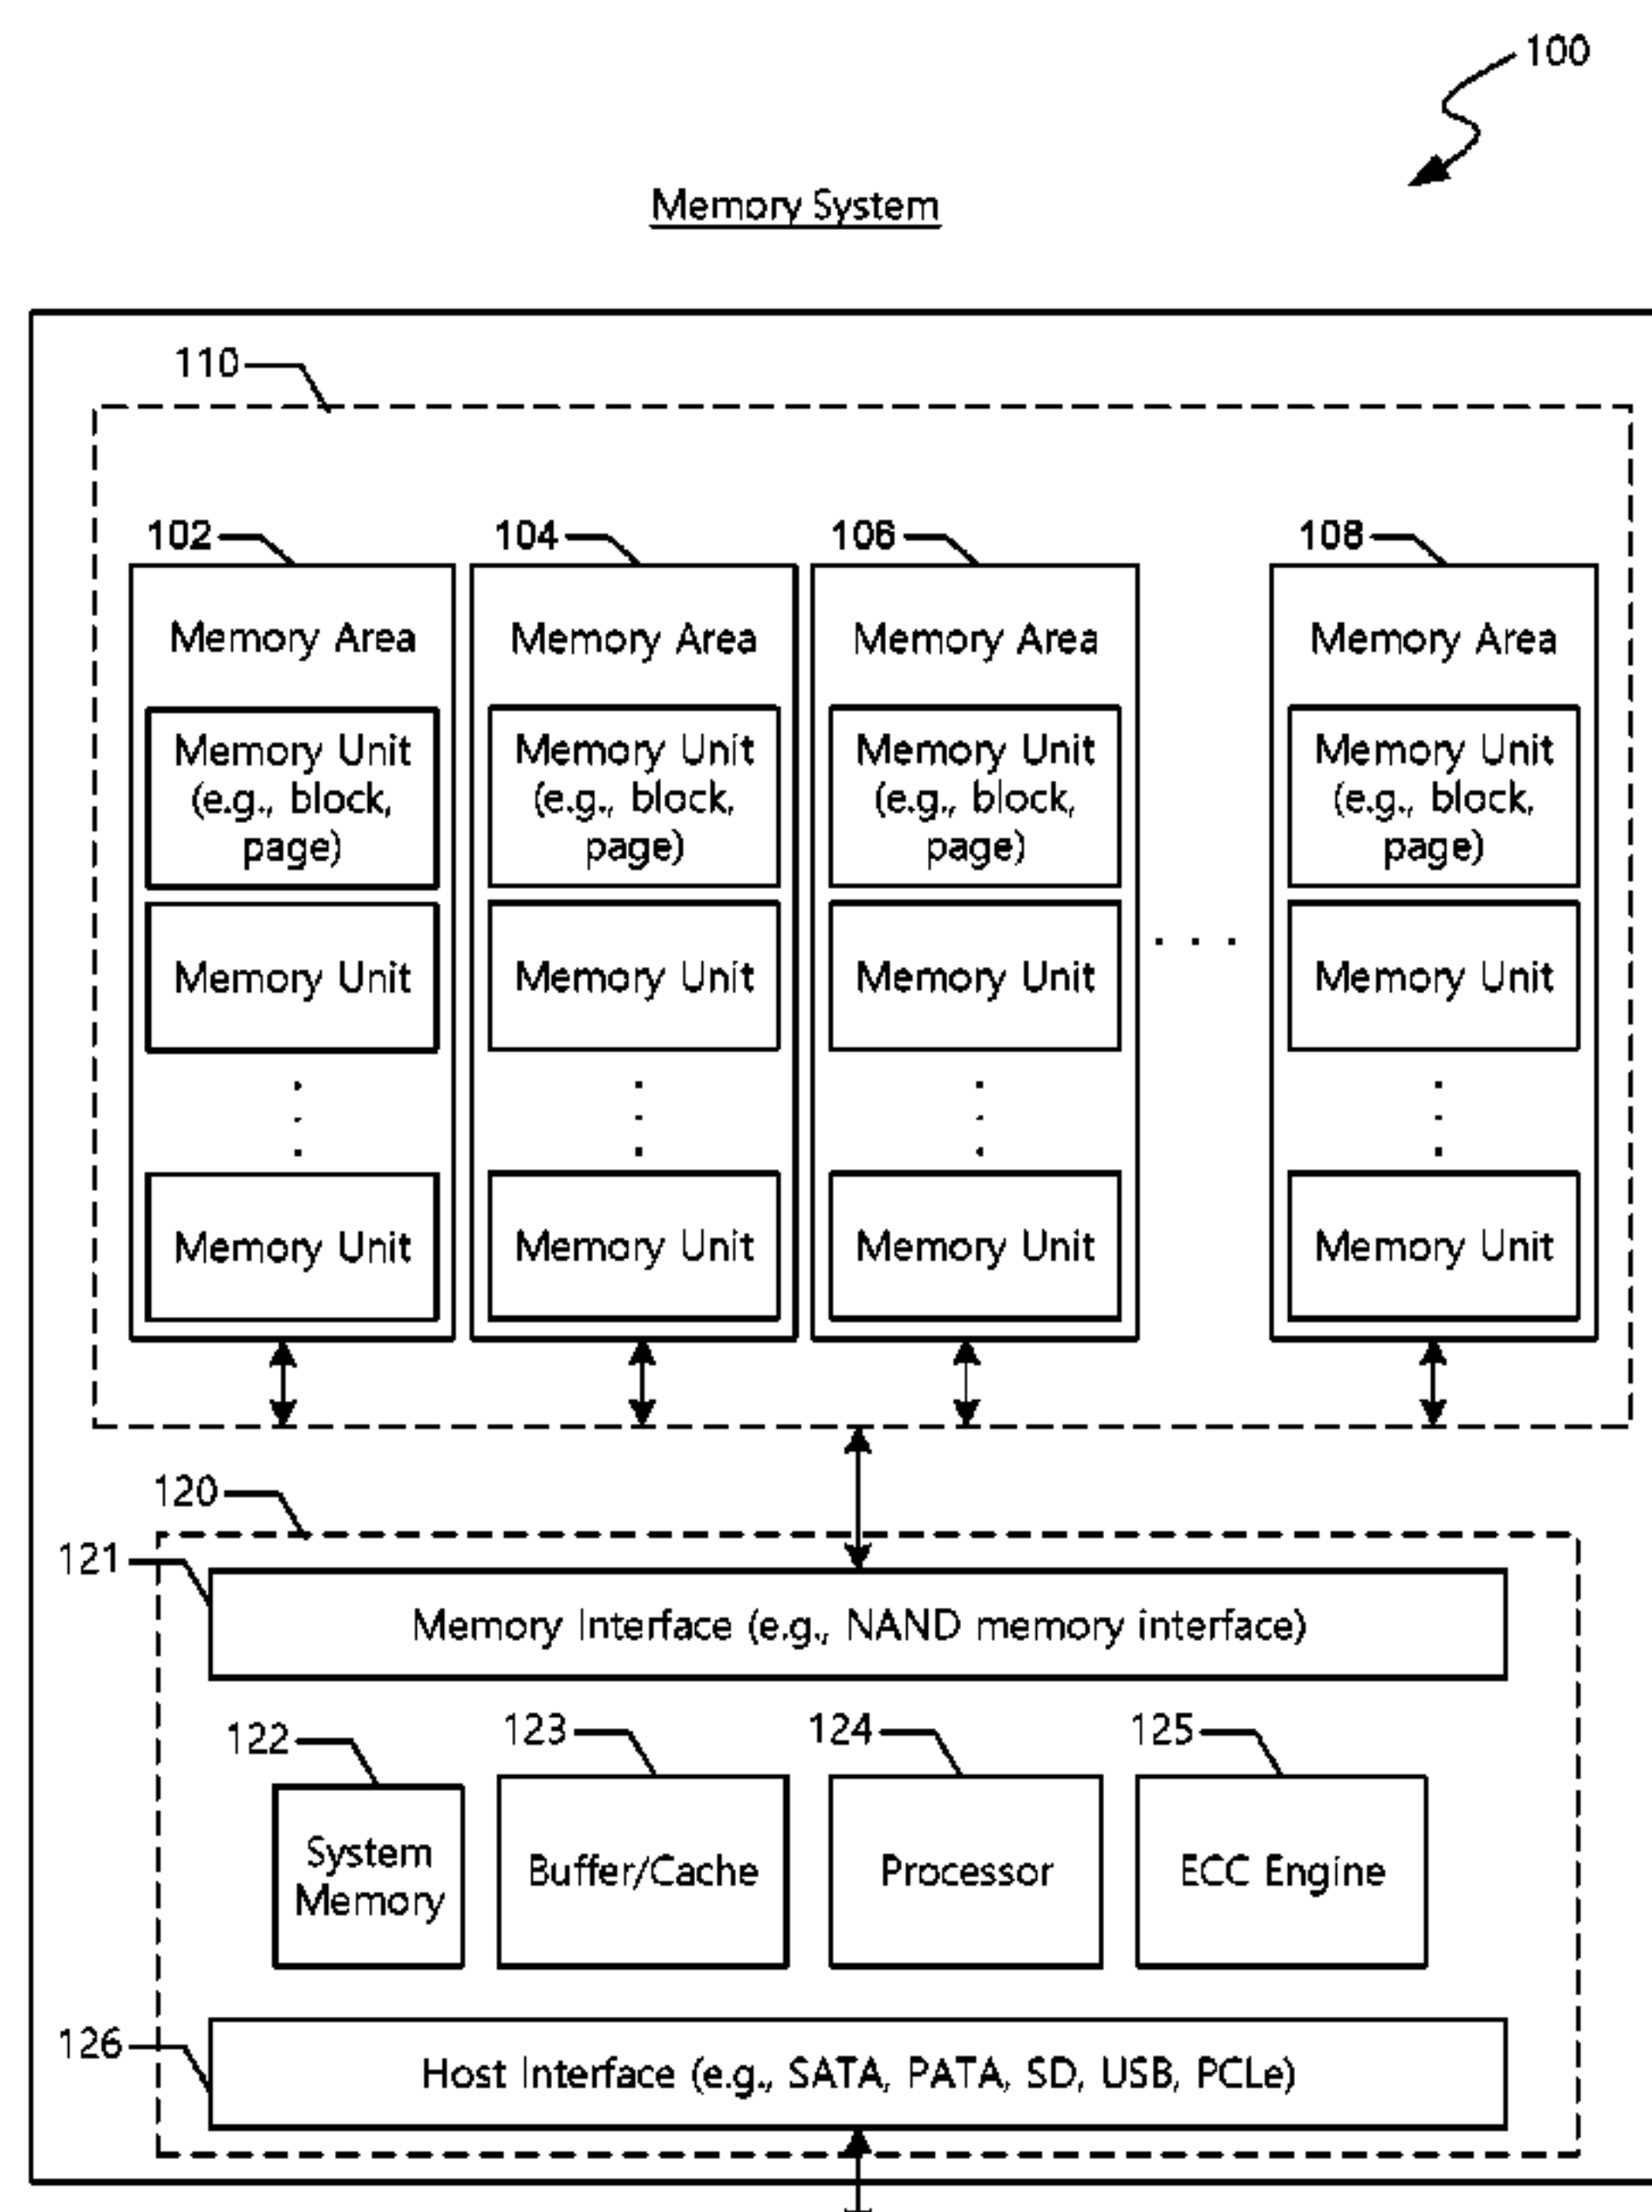 100
Memory System
110
102
104
106
108
Memory Area
Memory Area
Memory Area
Memory Area
Memory Unit
(e.g., block,
page)
Memory Unit
(e.g., block,
page)
Memory Unit
(e.g., block,
page)
Memory Unit
(e.g., block,
page)
Memory Unit
Memory Unit
Memory Unit
. . .
Memory Unit
Memory Unit
Memory Unit
Memory Unit
Memory Unit
120
121
Memory Interface (e.g., NAND memory interface)
122
123
124
125
System
Memory
Buffer/Cache
Processor
ECC Engine
126
Host Interface (e.g., SATA, PATA, SD, USB, PCLe)